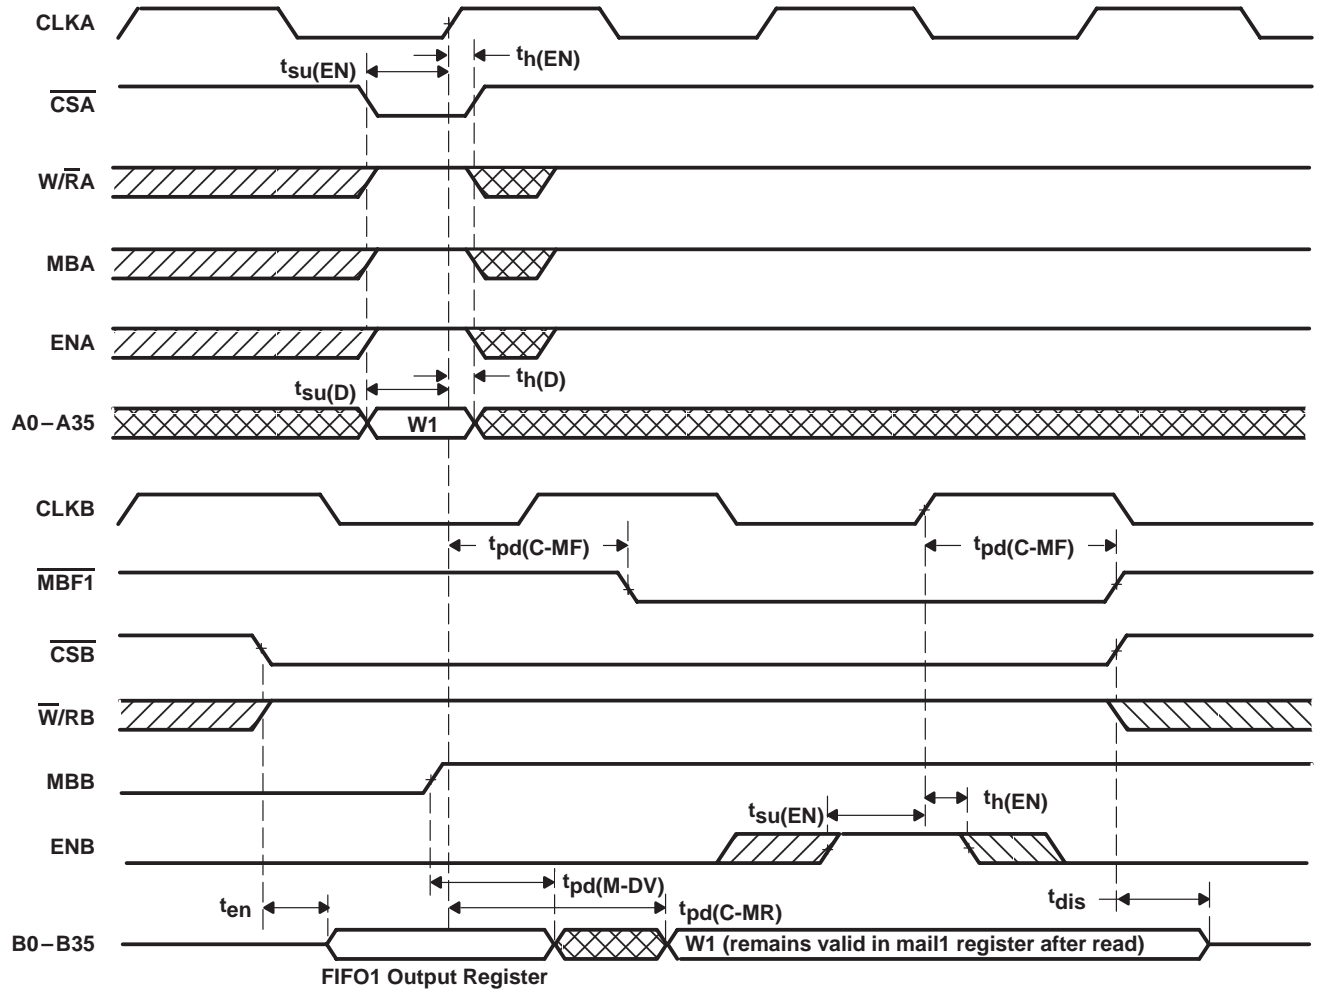 CLKA
th(EN)
tsu(EN)
CSA
W/RA
MBA
ENA
tsu(D)
th(D)
A0–A35
W1
CLKB
tpd(C-MF)
tpd(C-MF)
MBF1
CSB
W/RB
MBB
tsu(EN)
th(EN)
ENB
tpd(M-DV)
ten
tpd(C-MR)
tdis
B0–B35
W1 (remains valid in mail1 register after read)
FIFO1 Output Register